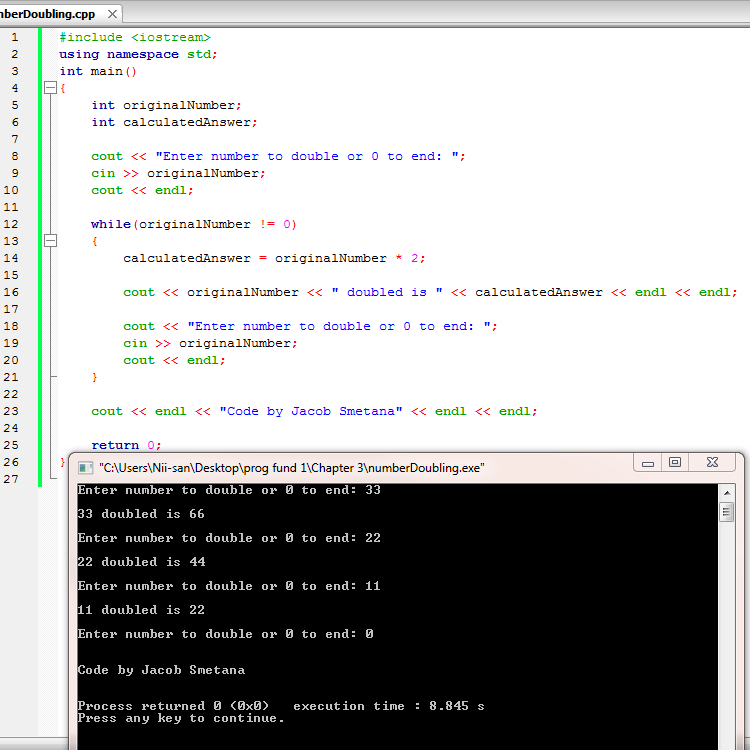 mberDoubling.cpp
1 #include <iostream>
2 using namespace std;
3 int main()
4 {
5 int originalNumber;
6 int calculatedAnswer;
7
8 cout << "Enter number to double or 0 to end: ";
9 cin >> originalNumber;
10 cout << endl;
11
12 while(originalNumber != 0)
13 {
14 calculatedAnswer = originalNumber * 2;
15
16 cout << originalNumber << " doubled is " << calculatedAnswer << endl << endl;
17
18 cout << "Enter number to double or 0 to end: ";
19 cin >> originalNumber;
20 cout << endl;
21 }
22
23 cout << endl << "Code by Jacob Smetana" << endl << endl;
24
25 return 0;
26 }
27
"C:\Users\Nii-san\Desktop\prog fund 1\Chapter 3\numberDoubling.exe"
Enter number to double or 0 to end: 33
33 doubled is 66
Enter number to double or 0 to end: 22
22 doubled is 44
Enter number to double or 0 to end: 11
11 doubled is 22
Enter number to double or 0 to end: 0
Code by Jacob Smetana
Process returned 0 (0x0) execution time : 8.845 s
Press any key to continue.